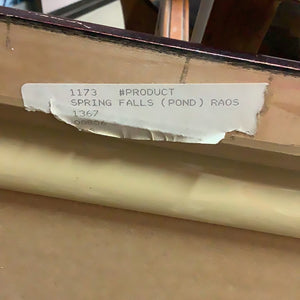 1173 #PRODUCT
SPRING FALLS (POND) RAOS
1367